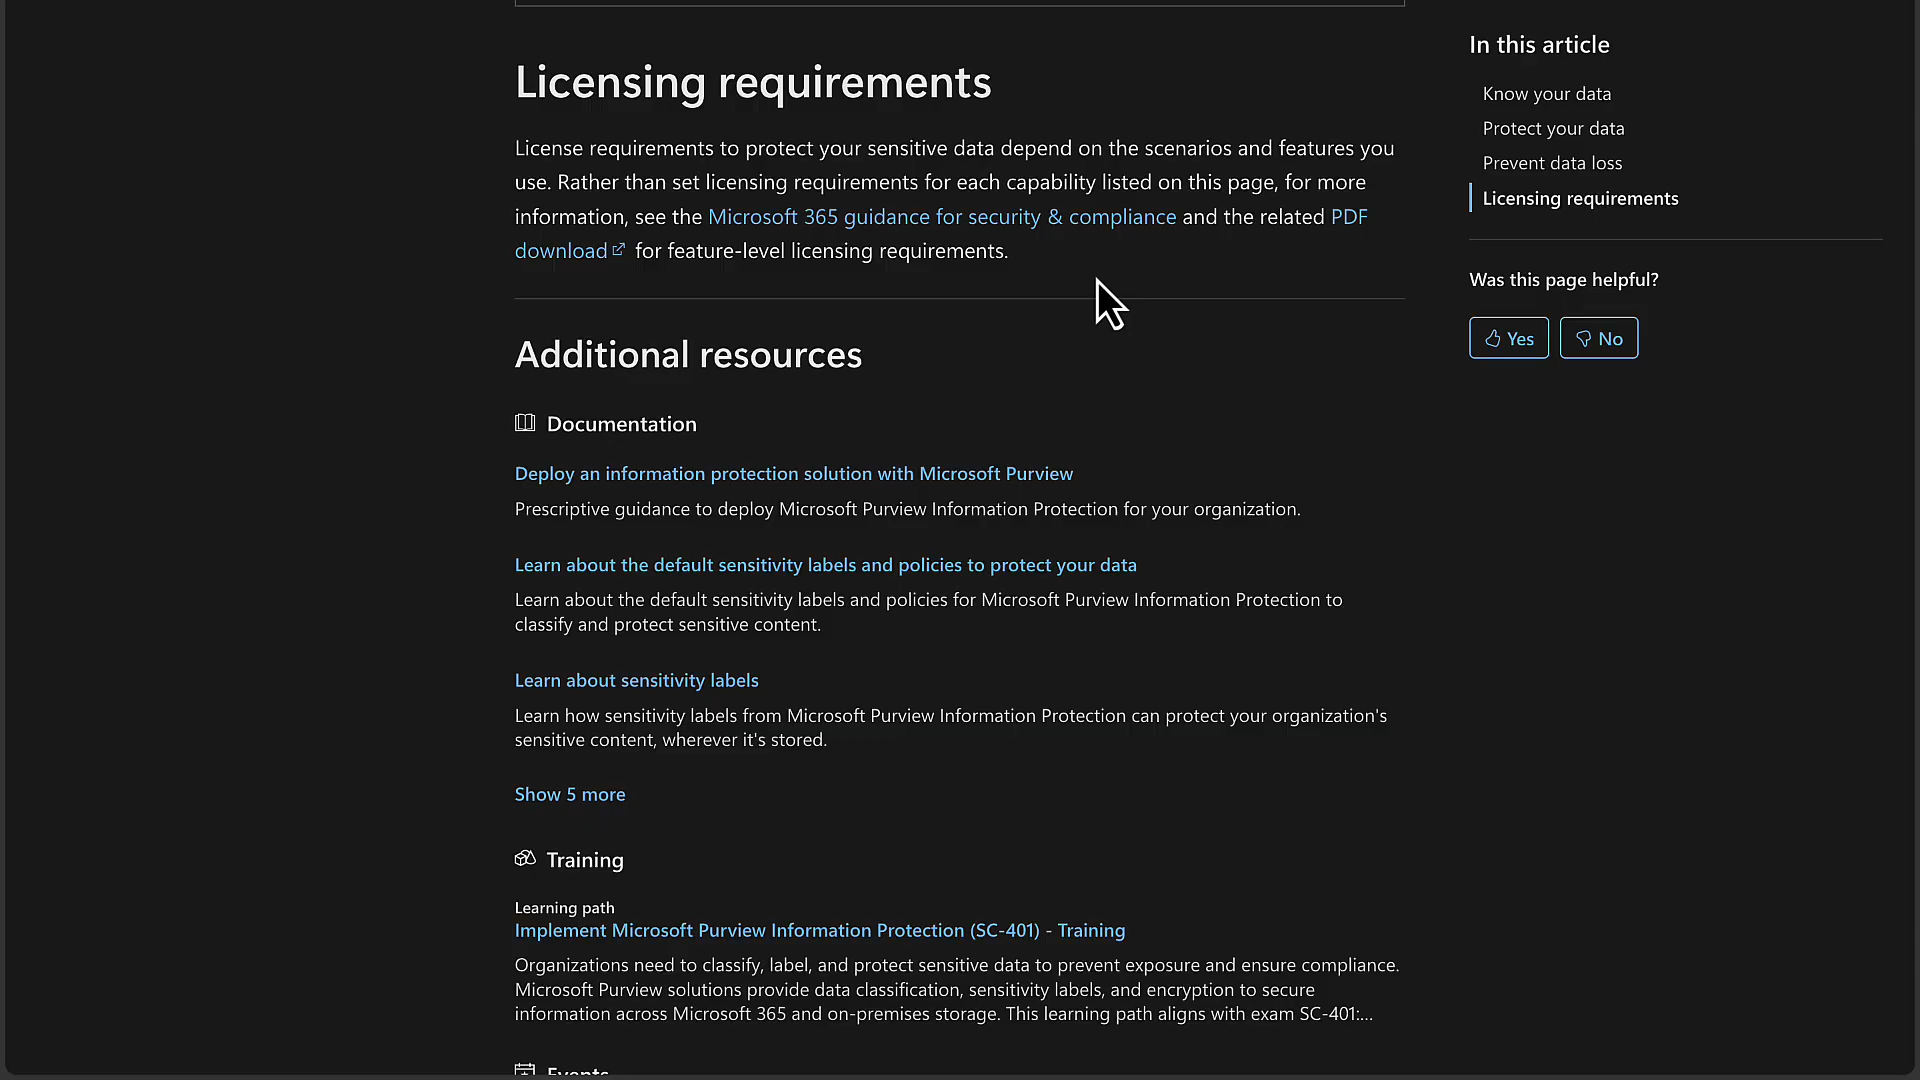 Licensing requirements
License requirements to protect your sensitive data depend on the scenarios and features you
use. Rather than set licensing requirements for each capability listed on this page, for more
information, see the Microsoft 365 guidance for security & compliance and the related PDF
download for feature-level licensing requirements.
Additional resources
Documentation
Deploy an information protection solution with Microsoft Purview
Prescriptive guidance to deploy Microsoft Purview Information Protection for your organization.
Learn about the default sensitivity labels and policies to protect your data
Learn about the default sensitivity labels and policies for Microsoft Purview Information Protection to
classify and protect sensitive content.
Learn about sensitivity labels
Learn how sensitivity labels from Microsoft Purview Information Protection can protect your organization's
sensitive content, wherever it's stored.
Show 5 more
Training
Learning path
Implement Microsoft Purview Information Protection (SC-401) - Training
Organizations need to classify, label, and protect sensitive data to prevent exposure and ensure compliance.
Microsoft Purview solutions provide data classification, sensitivity labels, and encryption to secure
information across Microsoft 365 and on-premises storage. This learning path aligns with exam SC-401:...
Events
In this article
Know your data
Protect your data
Prevent data loss
Licensing requirements
Was this page helpful?
Yes
No